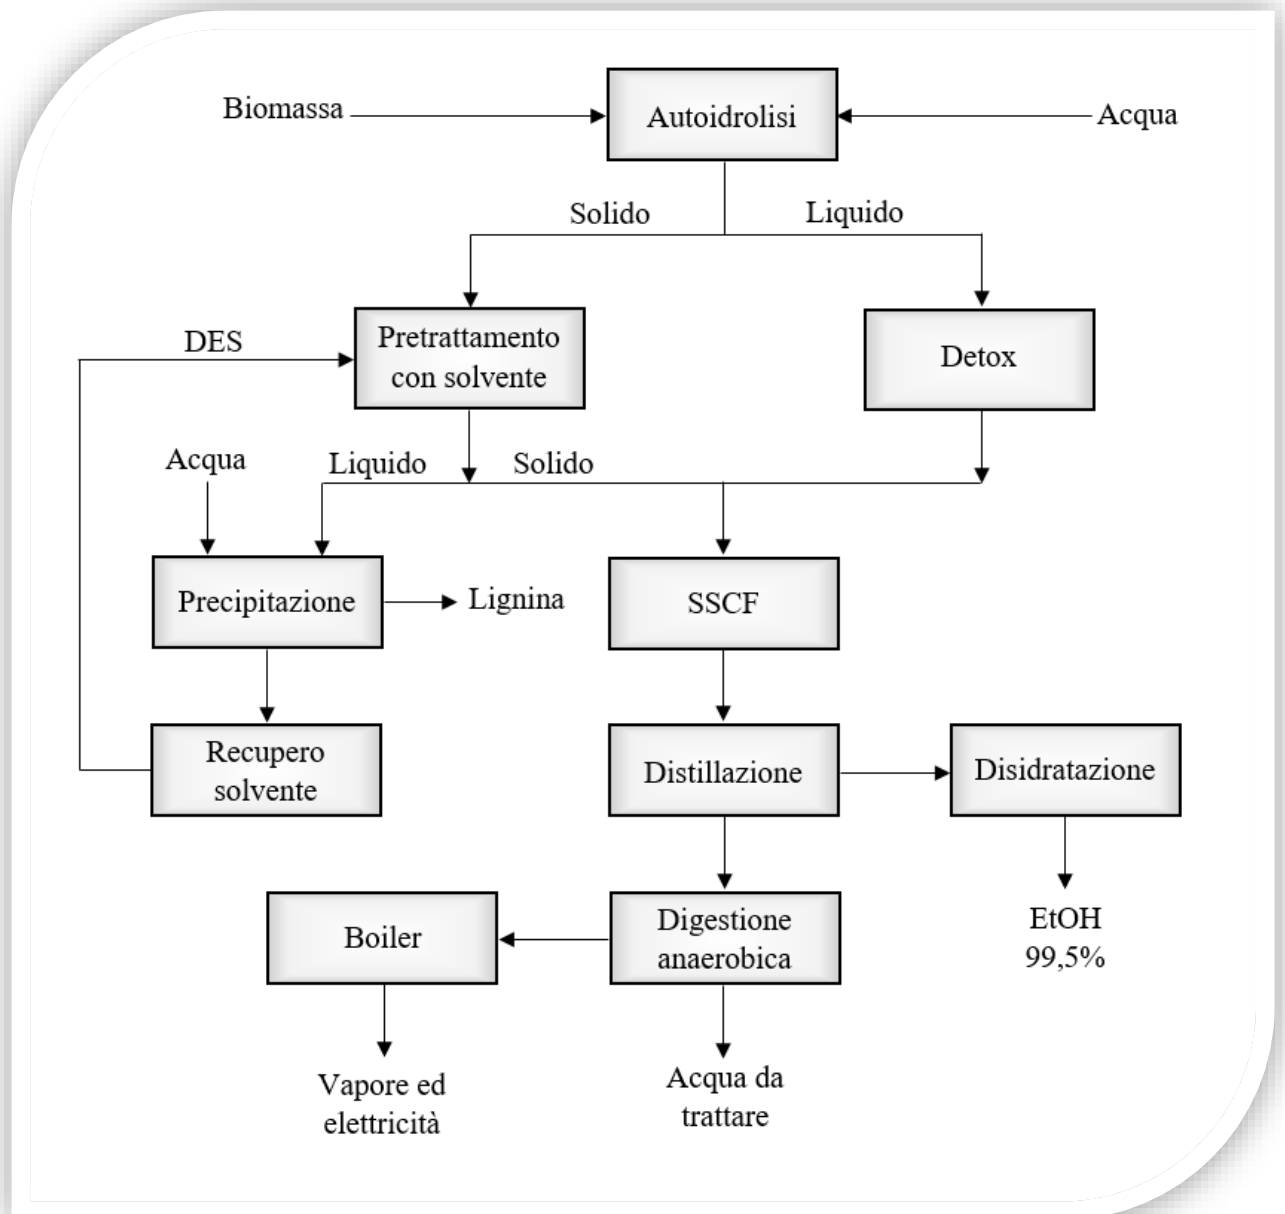 Biomassa
Autoidrolisi
Acqua
Solido
Liquido
DES
Pretrattamento
con solvente
Detox
Acqua
Liquido
Solido
Precipitazione
Lignina
SSCF
Recupero
solvente
Distillazione
Disidratazione
Boiler
Digestione
anaerobica
EtOH
99,5%
Vapore ed
elettricità
Acqua da
trattare